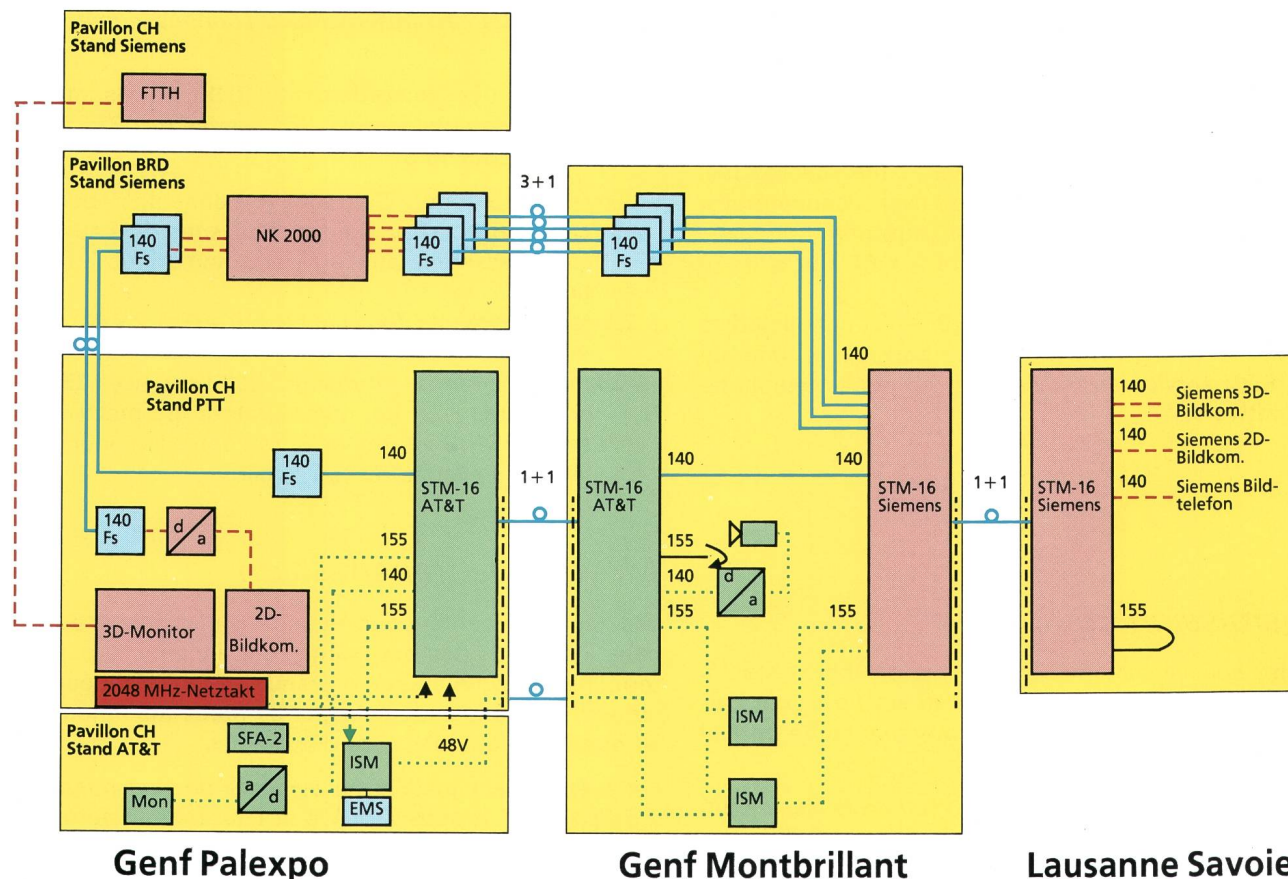 Pavillon CH
Stand Siemens
FTTH
Pavillon BRD
Stand Siemens
140
Fs
NK 2000
140
Fs
3+1
140
Fs
140
Pavillon CH
Stand PTT
140
Fs
140
STM-16
AT&T
1+1
STM-16
AT&T
140
140
STM-16
Siemens
1+1
STM-16
Siemens
140
Siemens 3D-
Bildkom.
140
Siemens 2D-
Bildkom.
140
Siemens Bild-
telefon
155
140
Fs
d
a
155
140
155
155
140
155
d
a
155
3D-Monitor
2D-
Bildkom.
2048 MHz-Netztakt
Pavillon CH
Stand AT&T
SFA-2
48V
ISM
EMS
Mon
a
d
ISM
ISM
Genf Palexpo
Genf Montbrillant
Lausanne Savoie